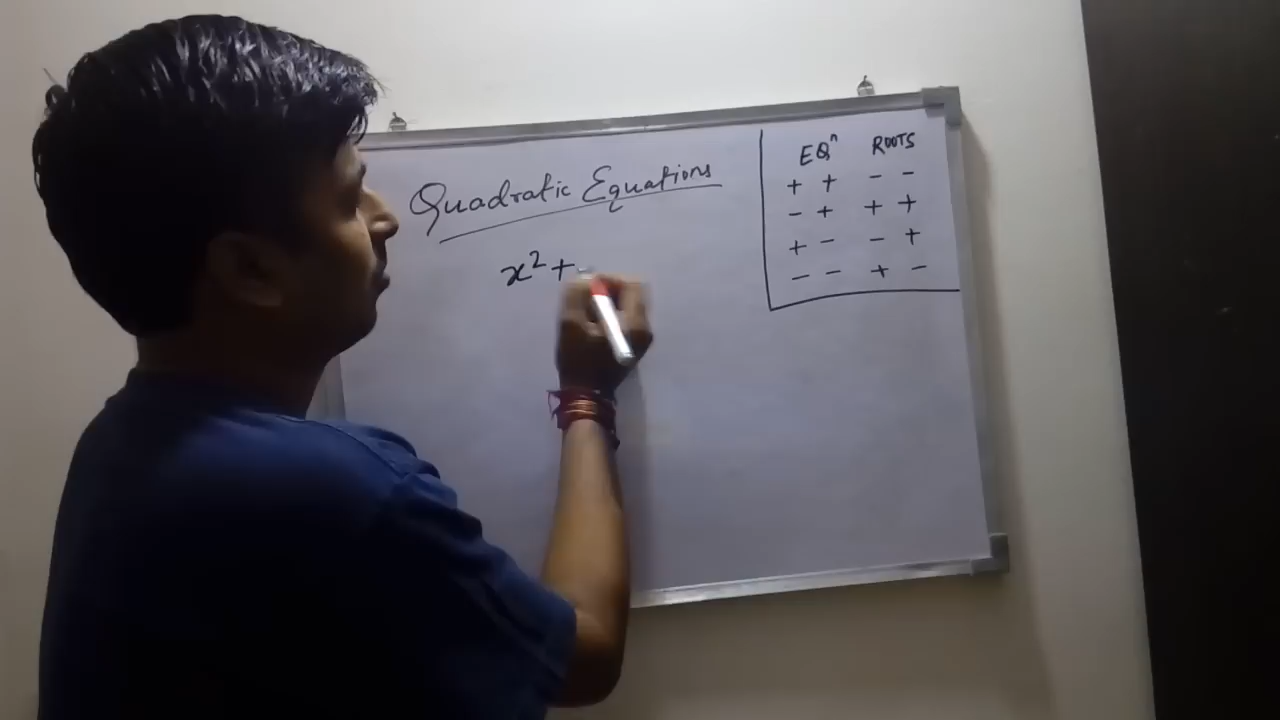 Quadratic Equations
x² +
EQⁿ ROOTS
+ + - -
- + + +
+ - - +
- - + -